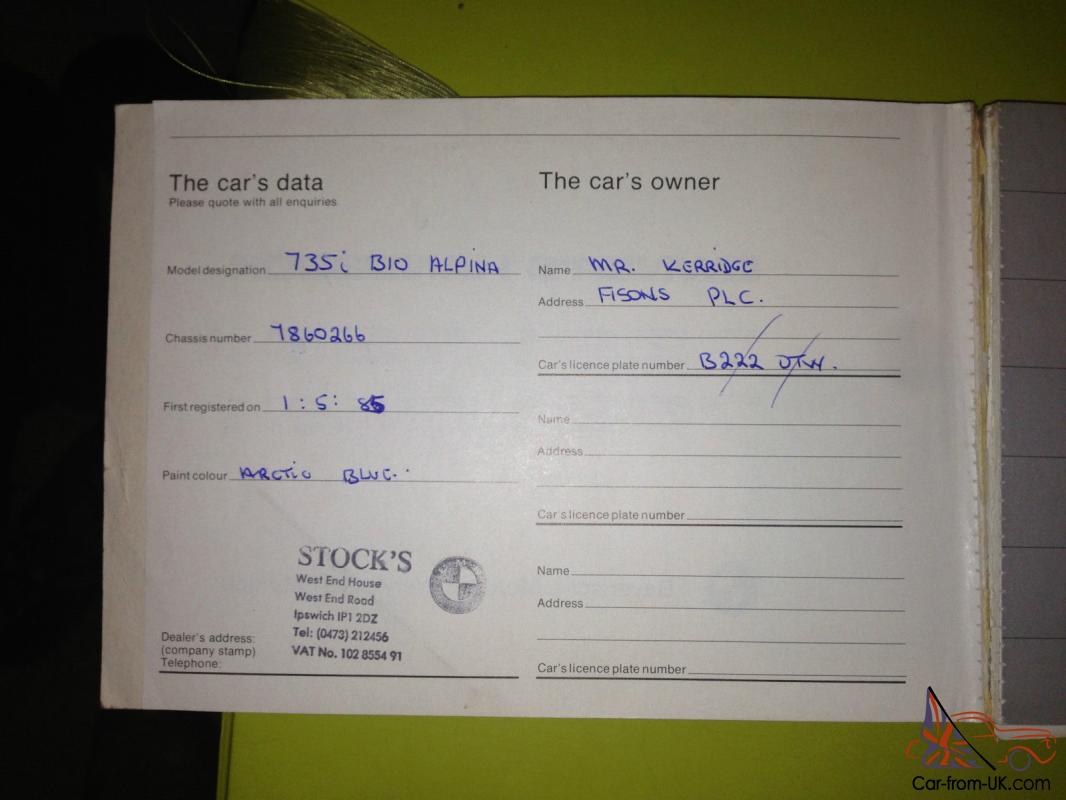 The car's data
Please quote with all enquiries
Model designation 735i B10 ALPINA
Chassis number 7860266
First registered on 1:5: 85
Paint colour ARCTIC BLUE.
STOCK'S
West End House
West End Road
Ipswich IP1 2DZ
Tel: (0473) 212456
VAT No. 102 8554 91
Dealer's address:
(company stamp)
Telephone:
The car's owner
Name MR. KERRIDGE
Address FISONS PLC.
Car's licence plate number B222 JTW.
Name
Address
Car's licence plate number
Name
Address
Car's licence plate number
Car-from-UK.com